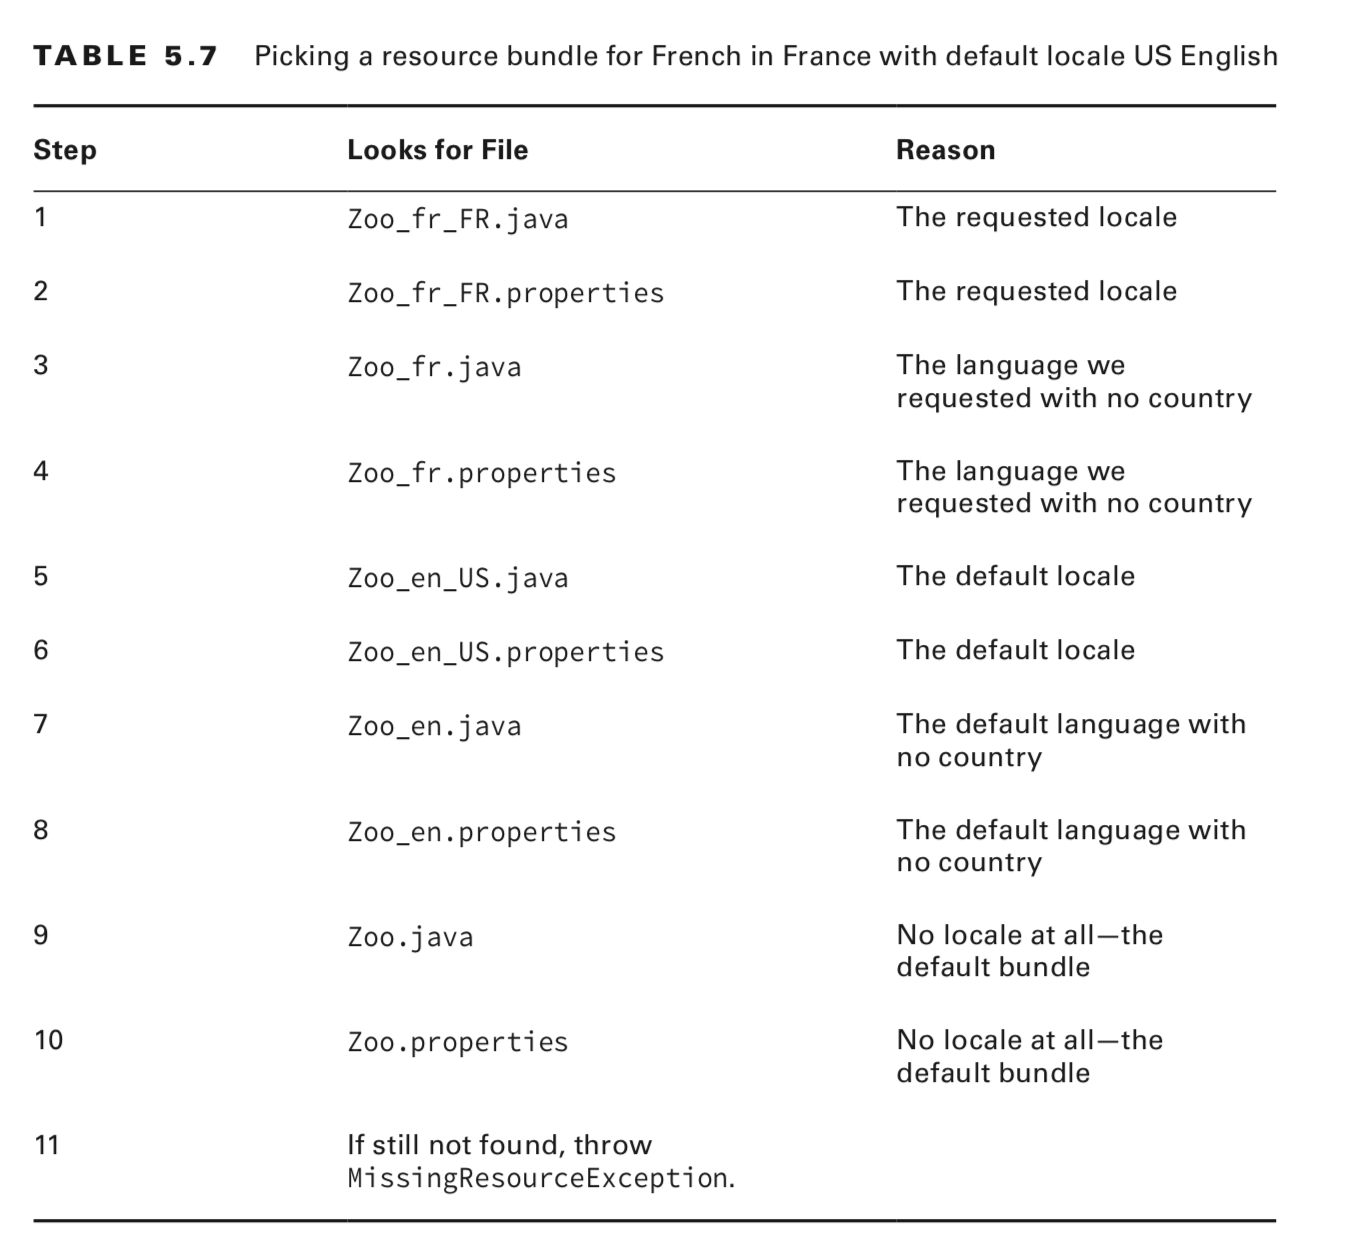 TABLE 5.7 Picking a resource bundle for French in France with default locale US English
Step Looks for File Reason
1 Zoo_fr_FR.java The requested locale
2 Zoo_fr_FR.properties The requested locale
3 Zoo_fr.java The language we
requested with no country
4 Zoo_fr.properties The language we
requested with no country
5 Zoo_en_US.java The default locale
6 Zoo_en_US.properties The default locale
7 Zoo_en.java The default language with
no country
8 Zoo_en.properties The default language with
no country
9 Zoo.java No locale at all—the
default bundle
10 Zoo.properties No locale at all—the
default bundle
11 If still not found, throw
MissingResourceException.